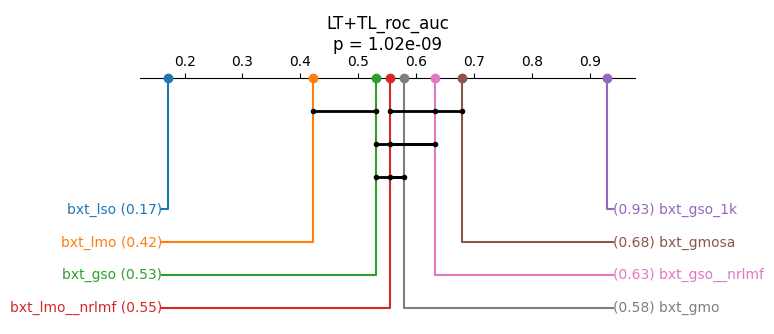 LT+TL_roc_auc
p = 1.02e-09
0.2 0.3 0.4 0.5 0.6 0.7 0.8 0.9
bxt_lso (0.17) (0.93) bxt_gso_1k
bxt_lmo (0.42) (0.68) bxt_gmosa
bxt_gso (0.53) (0.63) bxt_gso__nrlmf
bxt_lmo__nrlmf (0.55) (0.58) bxt_gmo